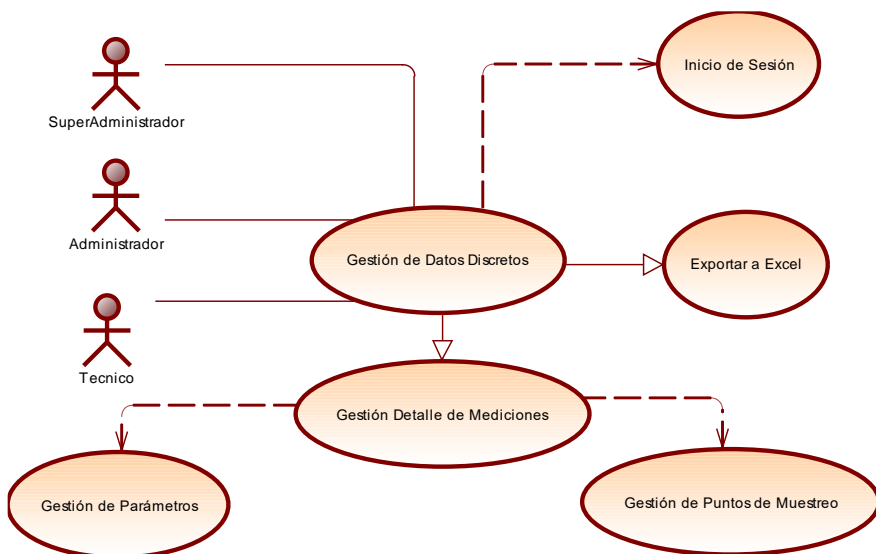 Inicio de Sesión
SuperAdministrador
Administrador
Gestión de Datos Discretos
Exportar a Excel
Tecnico
Gestión Detalle de Mediciones
Gestión de Parámetros
Gestión de Puntos de Muestreo